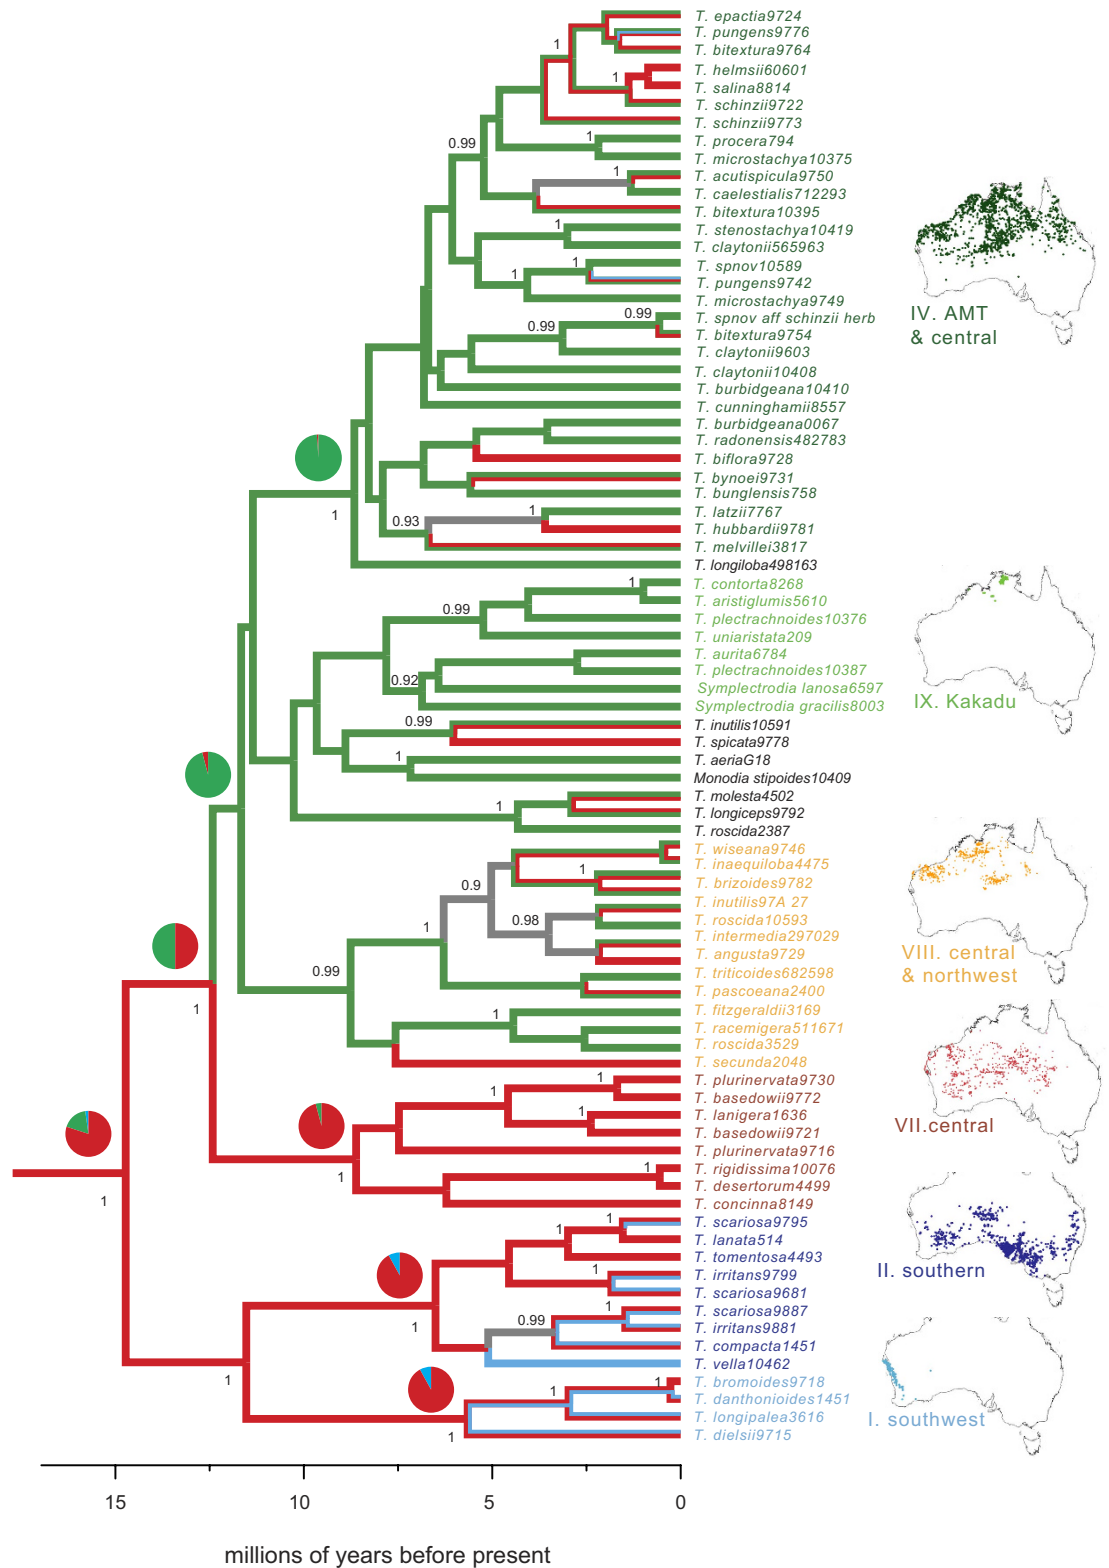 T. epactia9724
T. pungens9776
1
T. bitextura9764
T. helmsii60601
1
T. salina8814
T. schinzii9722
T. schinzii9773
1
T. procera794
0.99
T. microstachya10375
1
T. acutispicula9750
T. caelestialis712293
T. bitextura10395
1
T. stenostachya10419
T. claytonii565963
1
T. spnov10589
1
T. pungens9742
T. microstachya9749
0.99
T. spnov aff schinzii herb
0.99
T. bitextura9754
T. claytonii9603
T. claytonii10408
T. burbidgeana10410
T. cunninghamii8557
IV. AMT
& central
T. burbidgeana0067
T. radonensis482783
T. biflora9728
T. bynoei9731
T. bunglensis758
1
1
T. latzii7767
0.93
T. hubbardii9781
T. melvillei3817
T. longiloba498163
1
T. contorta8268
T. aristiglumis5610
0.99
T. plectrachnoides10376
T. uniaristata209
T. aurita6784
T. plectrachnoides10387
0.92
Symplectrodia lanosa6597
Symplectrodia gracilis8003
IX. Kakadu
0.99
T. inutilis10591
T. spicata9778
1
T. aeriaG18
Monodia stipoides10409
T. molesta4502
1
T. longiceps9792
T. roscida2387
T. wiseana9746
T. inaequiloba4475
1
T. brizoides9782
0.9
T. inutilis97A 27
0.98
T. roscida10593
1
T. intermedia297029
T. angusta9729
0.99
T. triticoides682598
T. pascoeana2400
VIII. central
& northwest
1
1
T. fitzgeraldii3169
T. racemigera511671
T. roscida3529
T. secunda2048
1
T. plurinervata9730
T. basedowii9772
1
T. lanigera1636
T. basedowii9721
VII.central
T. plurinervata9716
1
1
T. rigidissima10076
T. desertorum4499
1
T. concinna8149
1
T. scariosa9795
T. lanata514
T. tomentosa4493
1
T. irritans9799
T. scariosa9681
II. southern
1
0.99
1
T. scariosa9887
T. irritans9881
T. compacta1451
T. vella10462
1
1
1
T. bromoides9718
T. danthonioides1451
T. longipalea3616
1
T. dielsii9715
I. southwest
15
10
5
0
millions of years before present